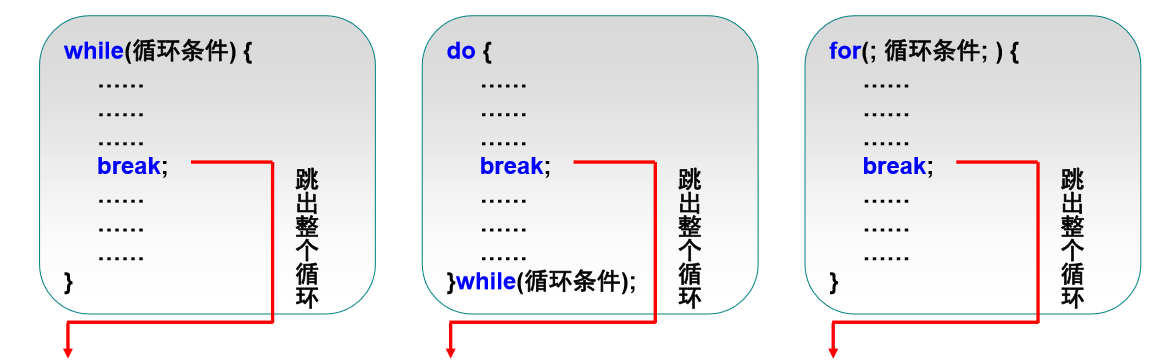 while(循环条件) {
……
……
……
break;
……
……
……
}
跳出整个循环
do {
……
……
……
break;
……
……
……
}while(循环条件);
跳出整个循环
for(; 循环条件; ) {
……
……
……
break;
……
……
……
}
跳出整个循环